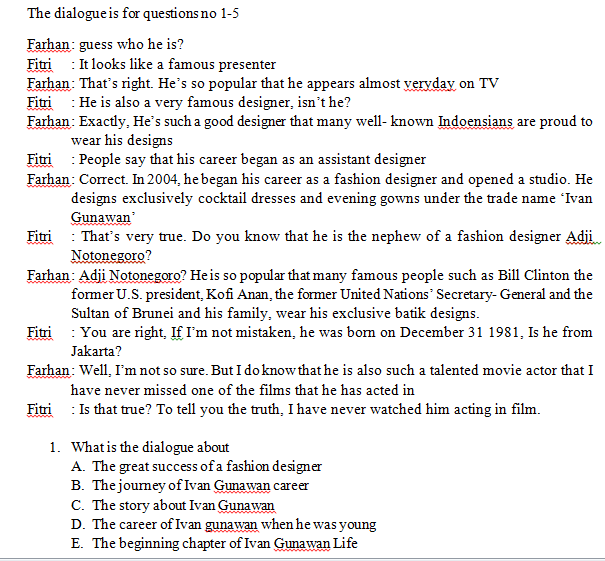 The dialogue is for questions no 1-5
Farhan: guess who he is?
Fitri : It looks like a famous presenter
Farhan: That’s right. He’s so popular that he appears almost veryday on TV
Fitri : He is also a very famous designer, isn’t he?
Farhan: Exactly, He’s such a good designer that many well- known Indoensians are proud to
wear his designs
Fitri : People say that his career began as an assistant designer
Farhan: Correct. In 2004, he began his career as a fashion designer and opened a studio. He
designs exclusively cocktail dresses and evening gowns under the trade name ‘Ivan
Gunawan’
Fitri : That’s very true. Do you know that he is the nephew of a fashion designer Adji
Notonegoro?
Farhan: Adji Notonegoro? He is so popular that many famous people such as Bill Clinton the
former U.S. president, Kofi Anan, the former United Nations’ Secretary- General and the
Sultan of Brunei and his family, wear his exclusive batik designs.
Fitri : You are right, If I’m not mistaken, he was born on December 31 1981, Is he from
Jakarta?
Farhan: Well, I’m not so sure. But I do know that he is also such a talented movie actor that I
have never missed one of the films that he has acted in
Fitri : Is that true? To tell you the truth, I have never watched him acting in film.
1. What is the dialogue about
A. The great success of a fashion designer
B. The journey of Ivan Gunawan career
C. The story about Ivan Gunawan
D. The career of Ivan gunawan when he was young
E. The beginning chapter of Ivan Gunawan Life